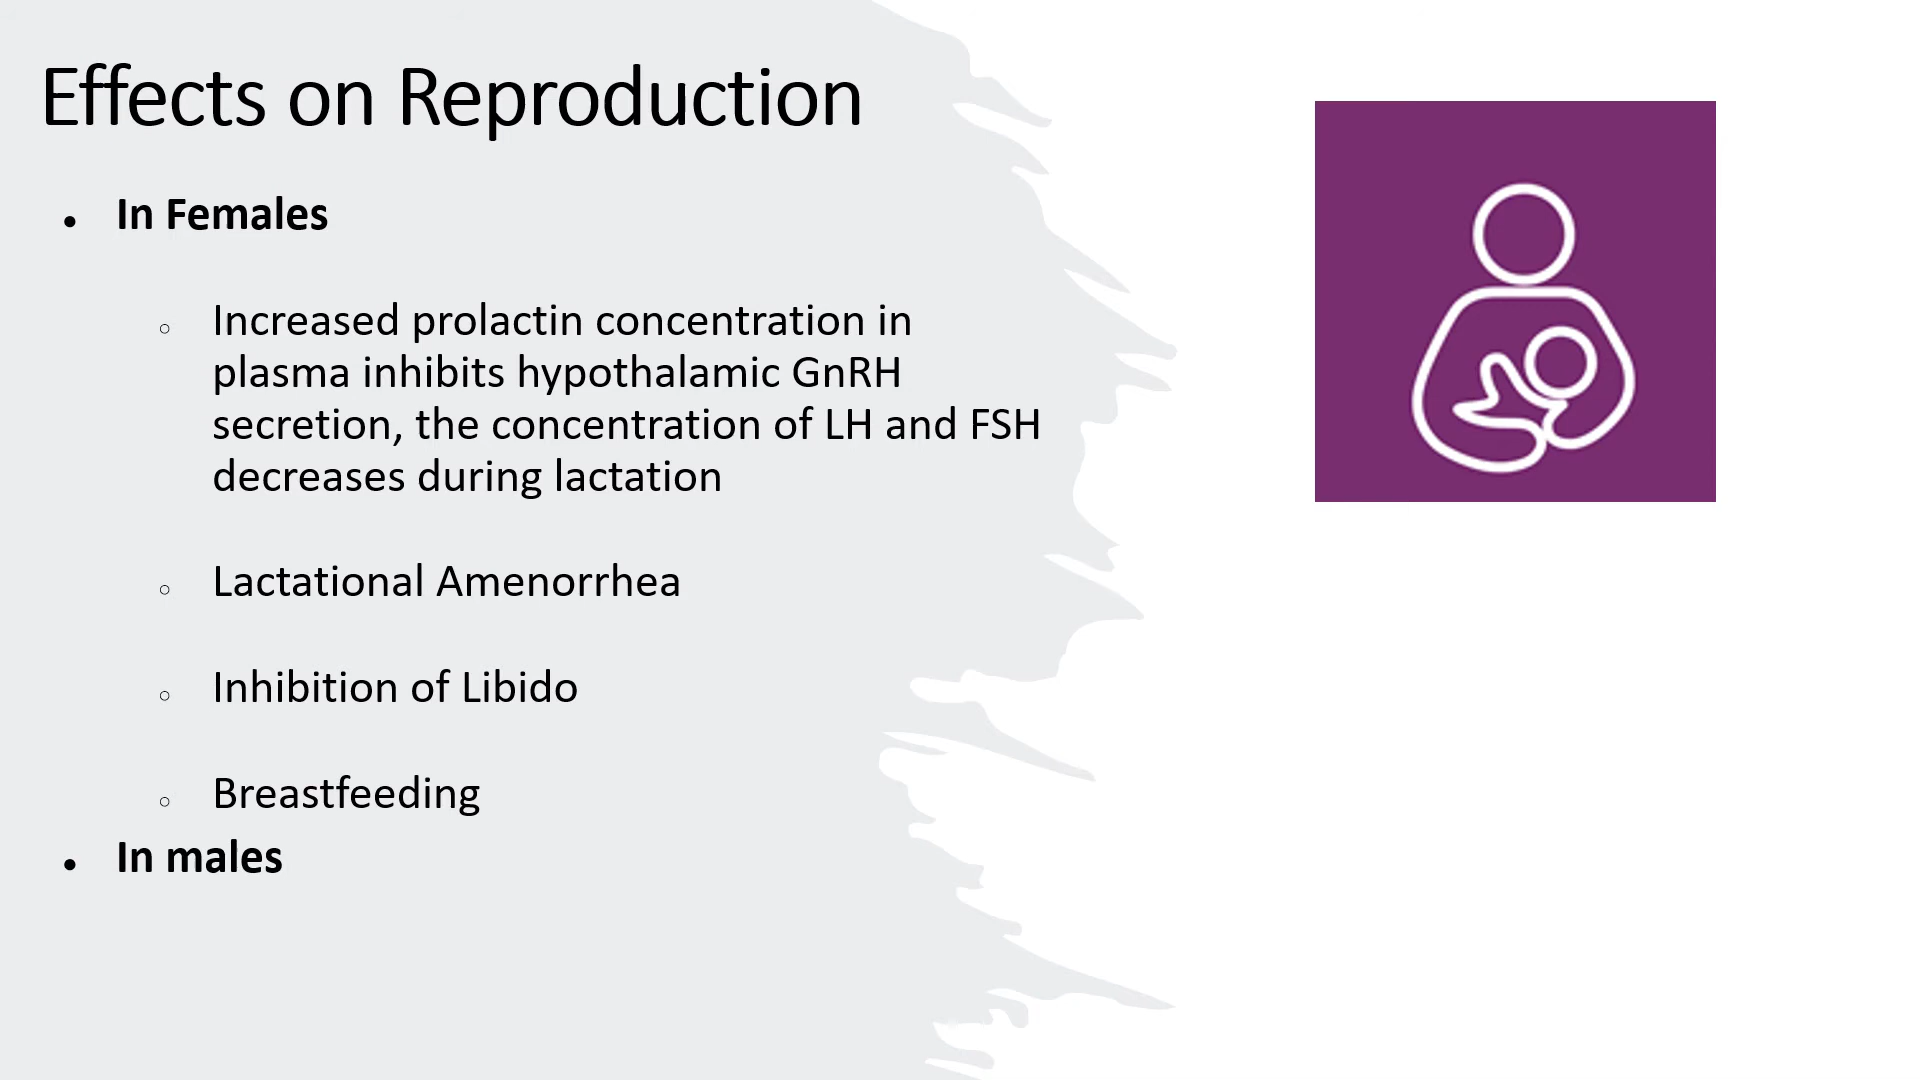 Effects on Reproduction
• In Females
○ Increased prolactin concentration in
plasma inhibits hypothalamic GnRH
secretion, the concentration of LH and FSH
decreases during lactation
○ Lactational Amenorrhea
○ Inhibition of Libido
○ Breastfeeding
• In males